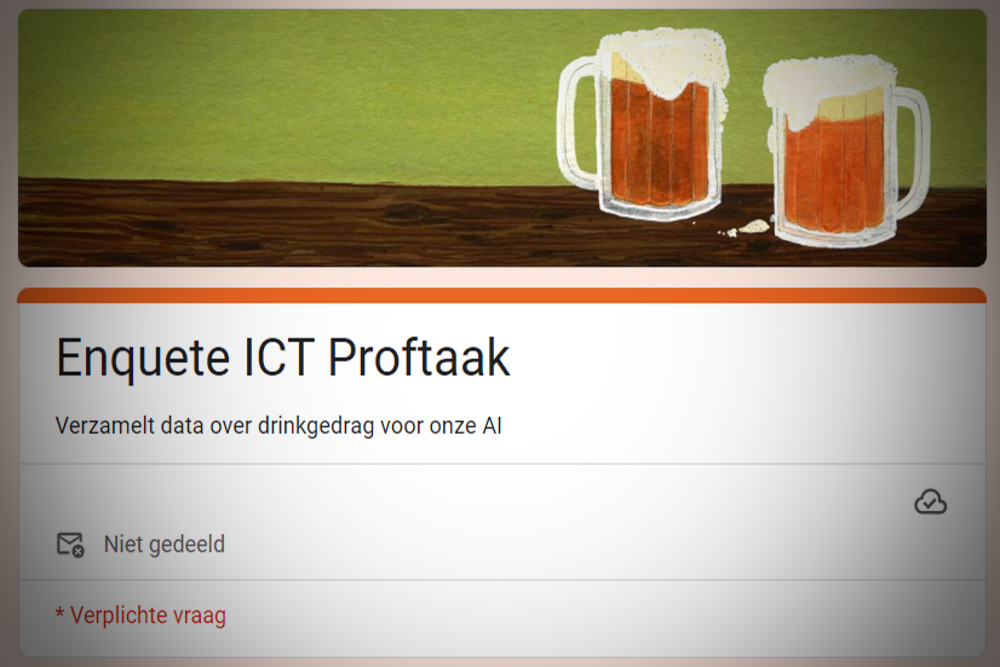 Enquete ICT Proftaak
Verzamelt data over drinkgedrag voor onze AI
Niet gedeeld
* Verplichte vraag